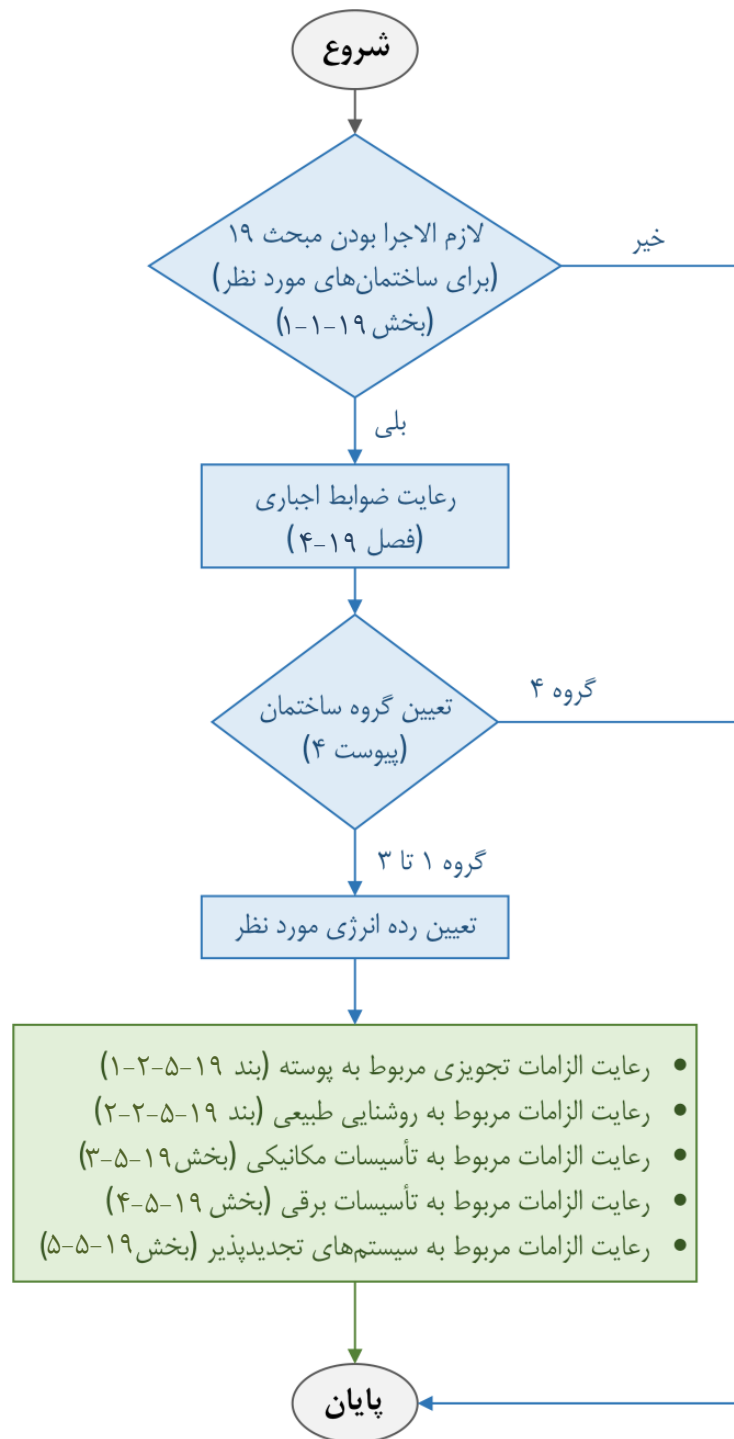 شروع
لازم الاجرا بودن مبحث ۱۹
(برای ساختمان‌های مورد نظر)
(بخش ۱۹-۱-۱)
خیر
بلی
رعایت ضوابط اجباری
(فصل ۱۹-۴)
تعیین گروه ساختمان
(پیوست ۴)
گروه ۴
گروه ۱ تا ۳
تعیین رده انرژی مورد نظر
• رعایت الزامات تجویزی مربوط به پوسته (بند ۱۹-۵-۲-۱)
• رعایت الزامات مربوط به روشنایی طبیعی (بند ۱۹-۵-۲-۲)
• رعایت الزامات مربوط به تأسیسات مکانیکی (بخش ۱۹-۵-۳)
• رعایت الزامات مربوط به تأسیسات برقی (بخش ۱۹-۵-۴)
• رعایت الزامات مربوط به سیستم‌های تجدیدپذیر (بخش ۱۹-۵-۵)
پایان